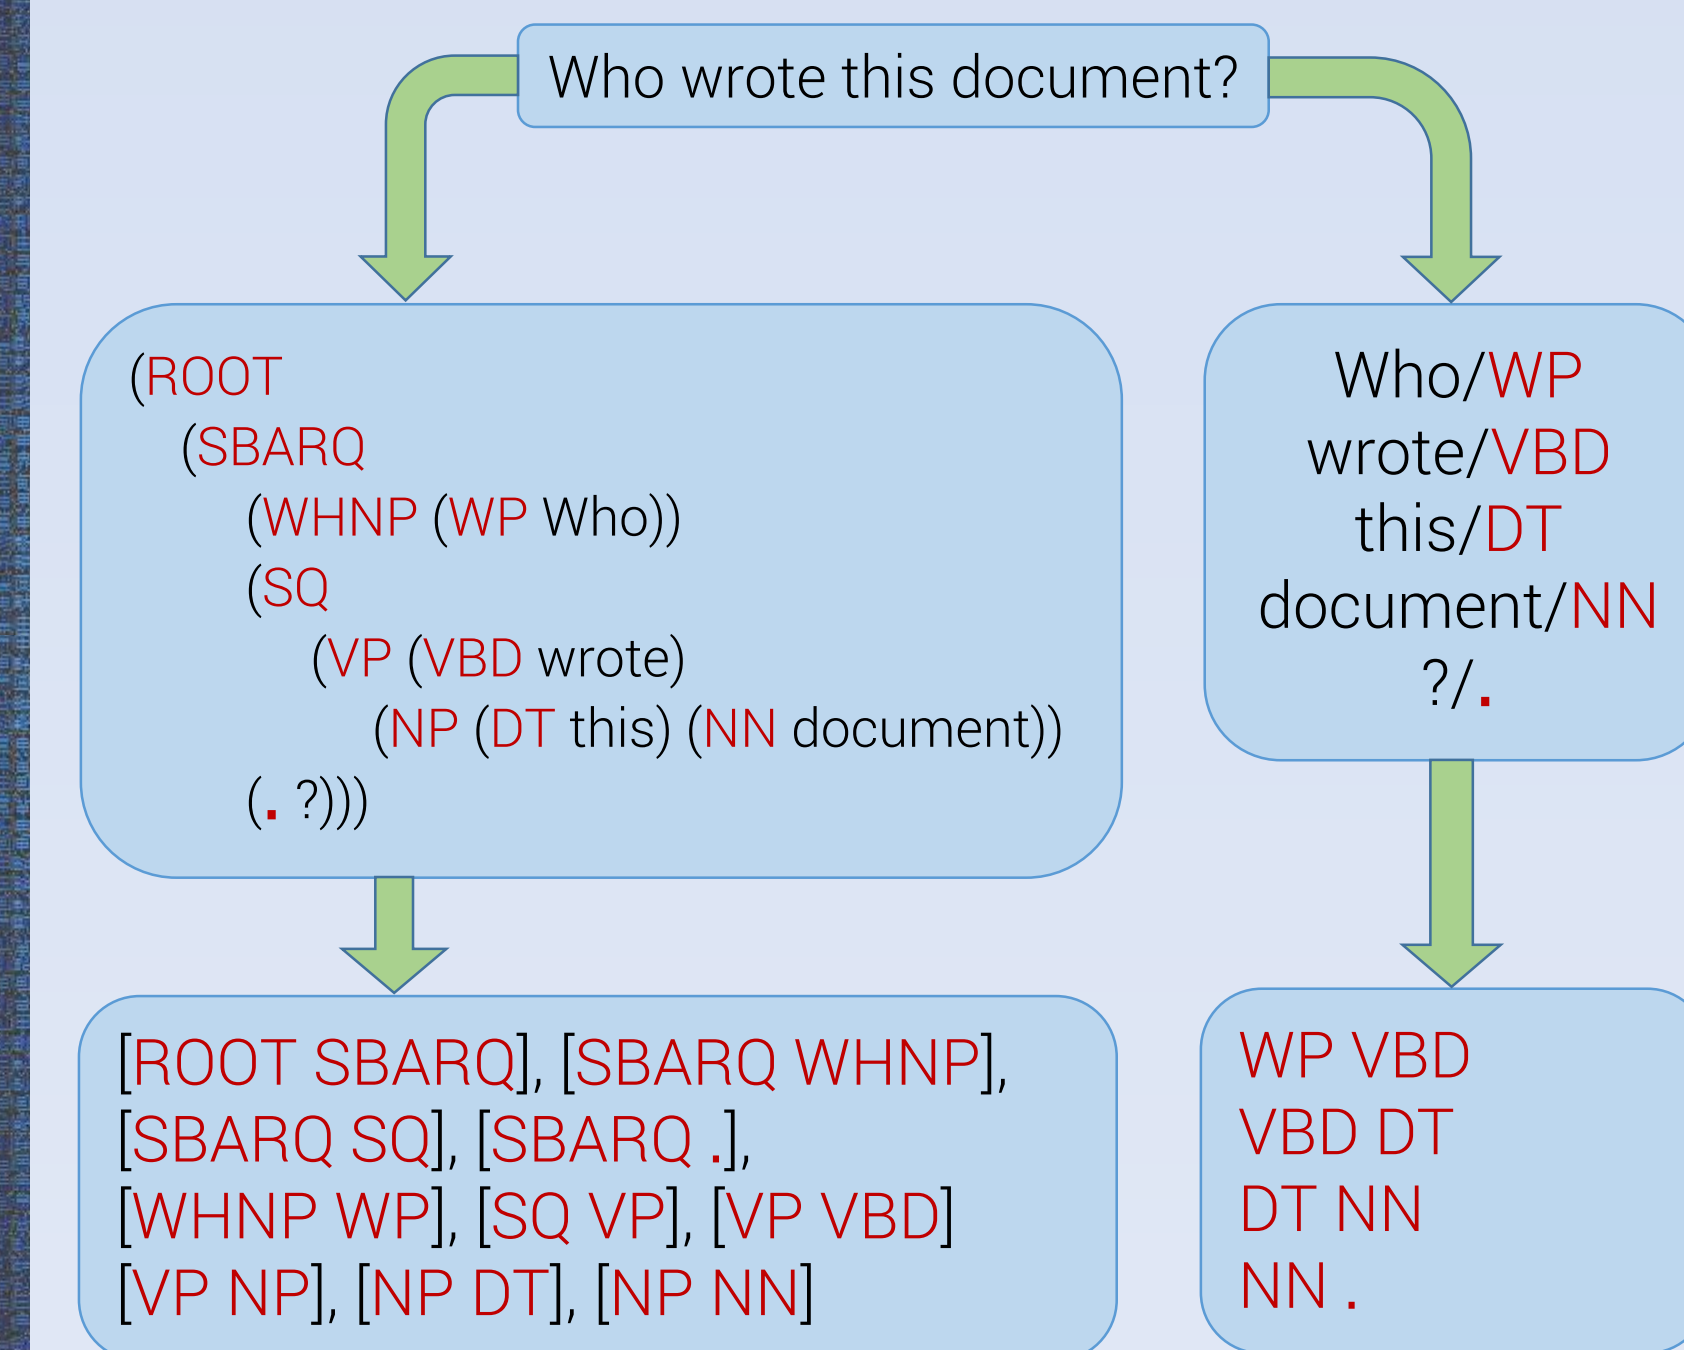 Who wrote this document?
(ROOT
(SBARQ
(WHNP (WP Who))
(SQ
(VP (VBD wrote)
(NP (DT this) (NN document))
(. ?)))
Who/WP
wrote/VBD
this/DT
document/NN
?/.
[ROOT SBARQ], [SBARQ WHNP],
[SBARQ SQ], [SBARQ .],
[WHNP WP], [SQ VP], [VP VBD]
[VP NP], [NP DT], [NP NN]
WP VBD
VBD DT
DT NN
NN .